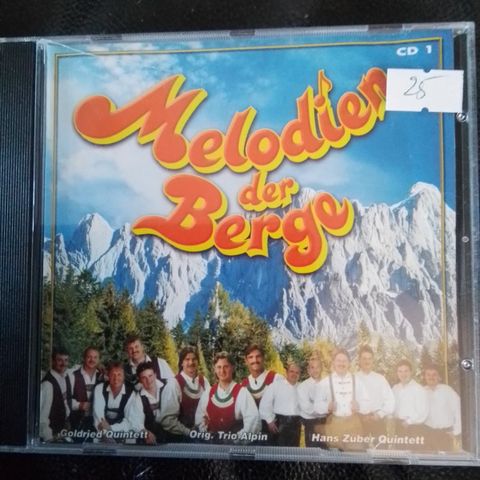 CD 1
25
Melodien
der
Berge
Goldried Quintett
Orig. Trio Alpin
Hans Zuber Quintett